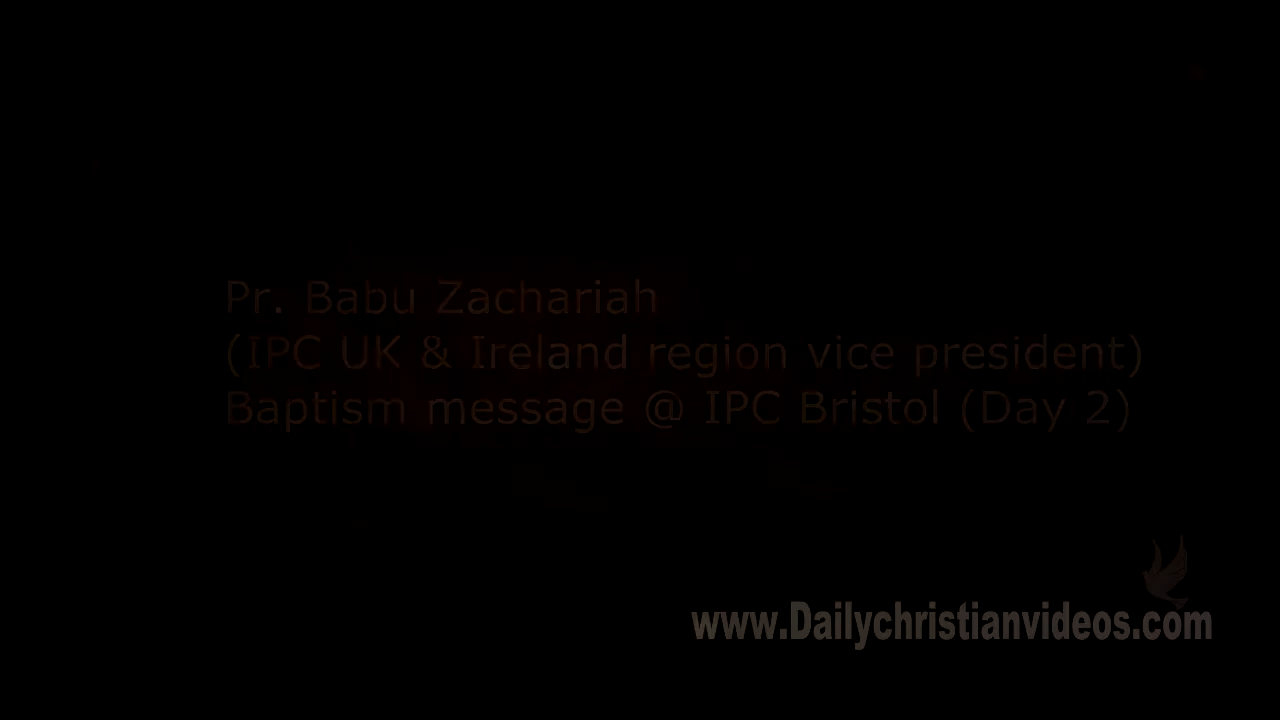 Pr. Babu Zachariah
(IPC UK & Ireland region vice president)
Baptism message @ IPC Bristol (Day 2)
www.Dailychristianvideos.com